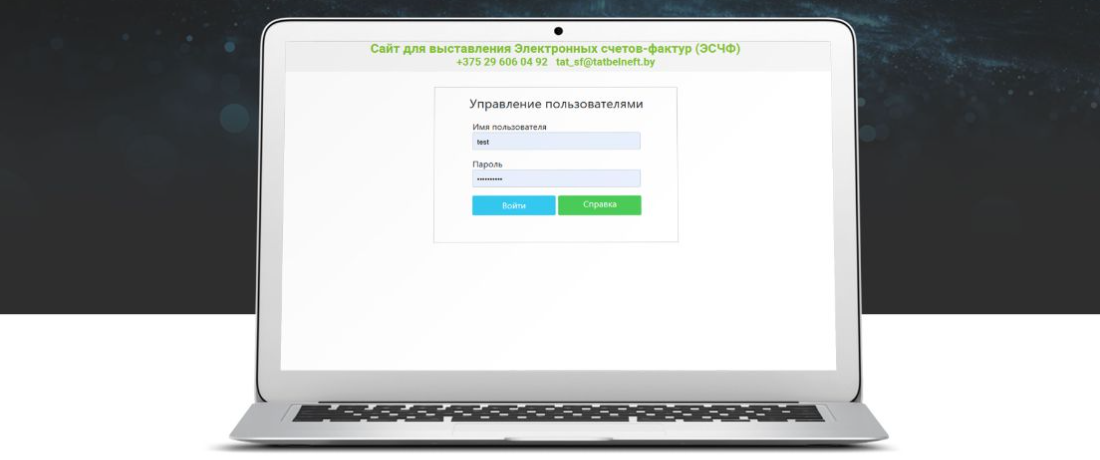 Сайт для выставления Электронных счетов-фактур (ЭСЧФ)
+375 29 606 04 92 tat_sf@tatbelneft.by
Управление пользователями
Имя пользователя
test
Пароль
••••••••••
Войти Справка